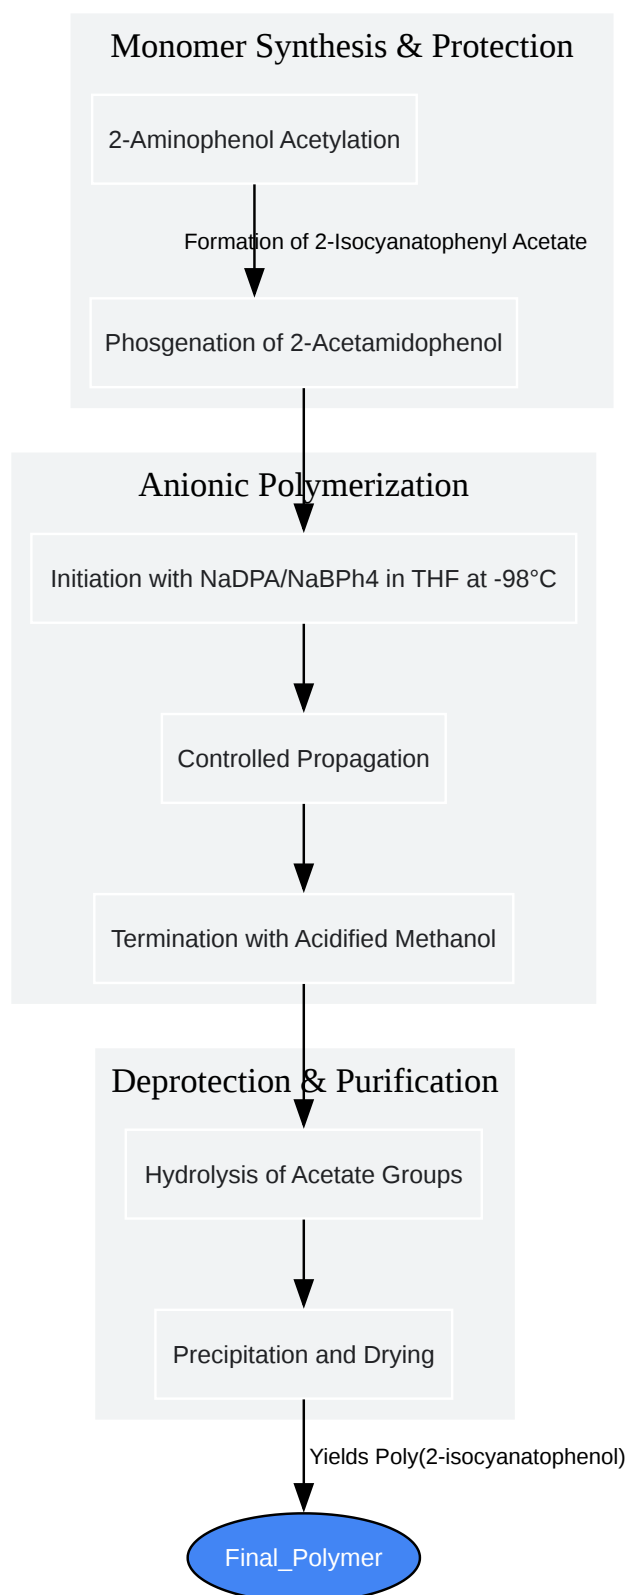 Monomer Synthesis & Protection
2-Aminophenol Acetylation
Formation of 2-Isocyanatophenyl Acetate
Phosgenation of 2-Acetamidophenol
Anionic Polymerization
Initiation with NaDPA/NaBPh4 in THF at -98°C
Controlled Propagation
Termination with Acidified Methanol
Deprotection & Purification
Hydrolysis of Acetate Groups
Precipitation and Drying
Yields Poly(2-isocyanatophenol)
Final_Polymer